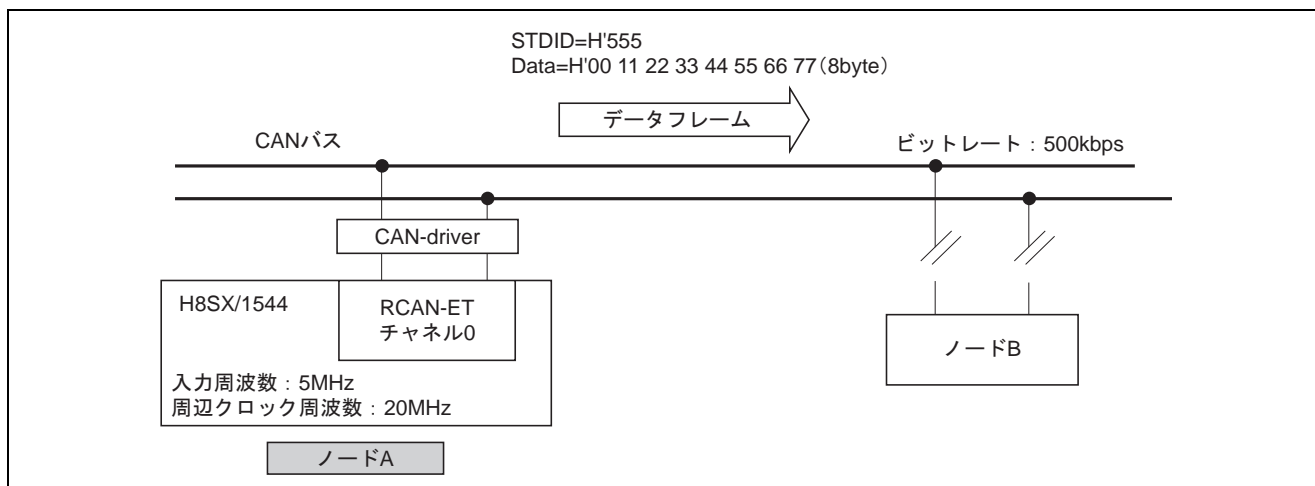 STDID=H'555
Data=H'00 11 22 33 44 55 66 77(8byte)
データフレーム
CANバス
ビットレート：500kbps
CAN-driver
H8SX/1544
RCAN-ET
チャネル0
ノードB
入力周波数：5MHz
周辺クロック周波数：20MHz
ノードA